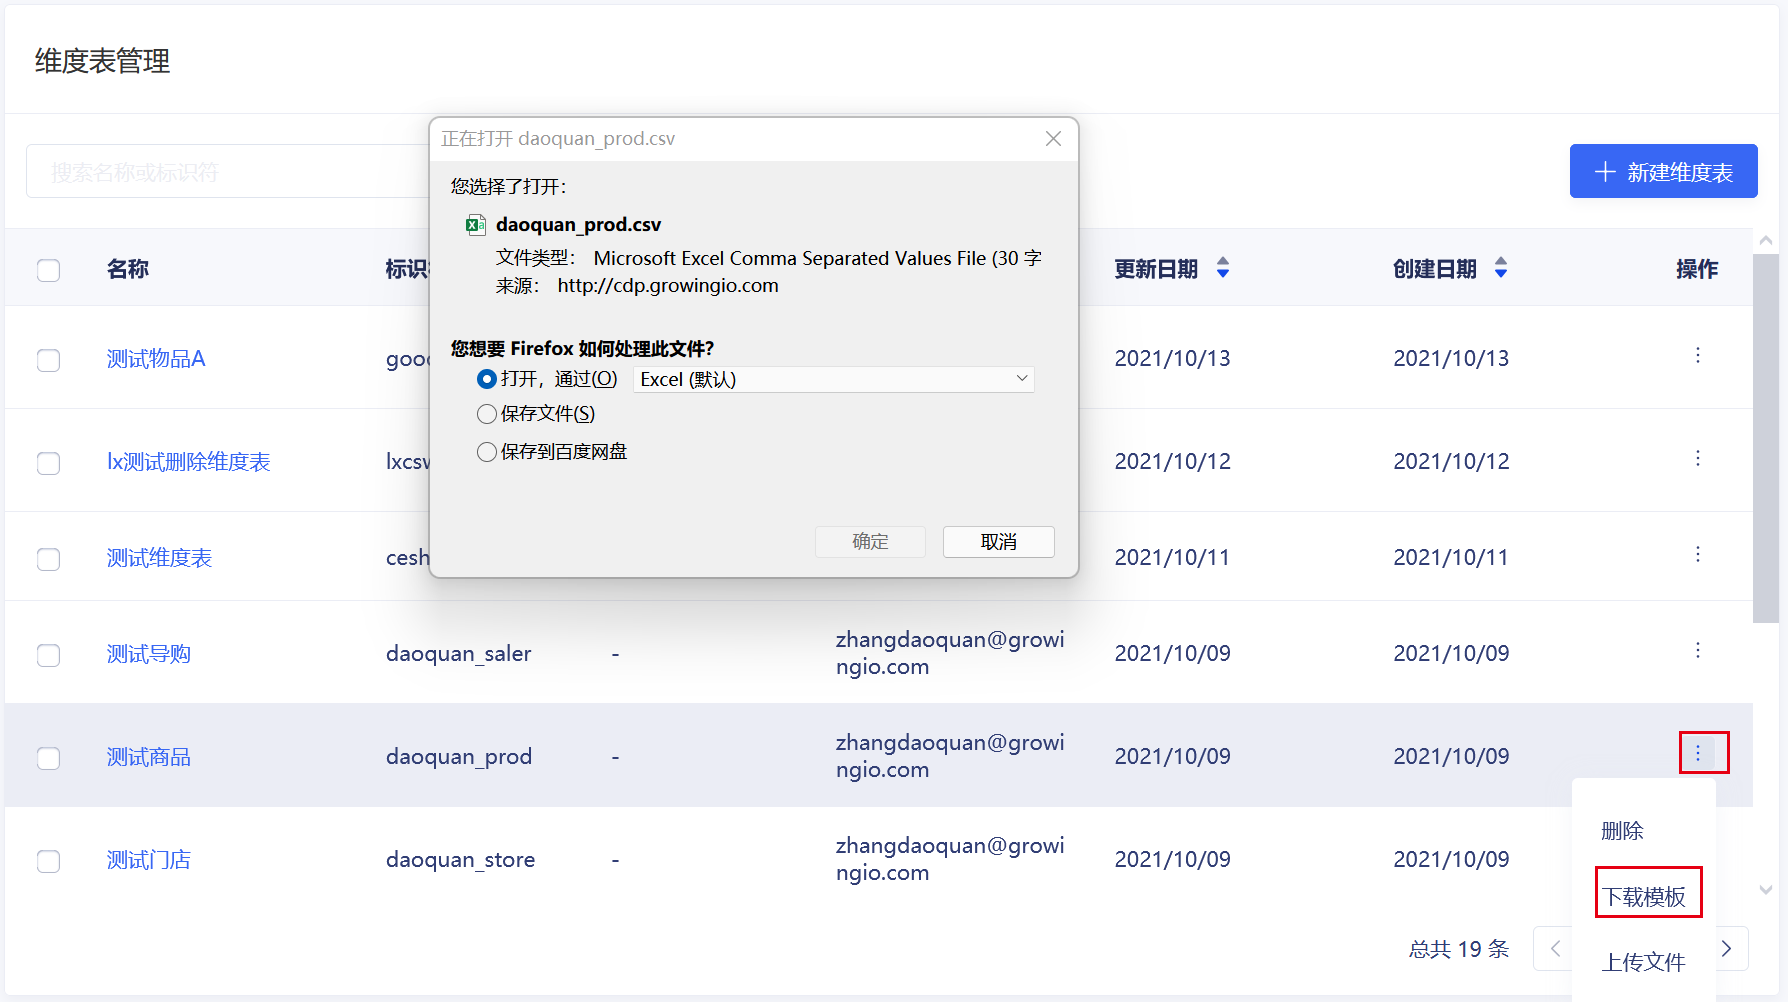 维度表管理
正在打开 daoquan_prod.csv
搜索名称或标识符
新建维度表
您选择了打开：
daoquan_prod.csv
文件类型： Microsoft Excel Comma Separated Values File (30 字
来源： http://cdp.growingio.com
名称
标识
更新日期
创建日期
操作
您想要 Firefox 如何处理此文件？
打开，通过(O) Excel (默认)
保存文件(S)
保存到百度网盘
确定
取消
测试物品A
2021/10/13
2021/10/13
lx测试删除维度表
2021/10/12
2021/10/12
测试维度表
cesh
2021/10/11
2021/10/11
测试导购
daoquan_saler
-
zhangdaoquan@growi
ngio.com
2021/10/09
2021/10/09
测试商品
daoquan_prod
-
zhangdaoquan@growi
ngio.com
2021/10/09
2021/10/09
测试门店
daoquan_store
-
zhangdaoquan@growi
ngio.com
2021/10/09
2021/10/09
删除
下载模板
上传文件
总共 19 条